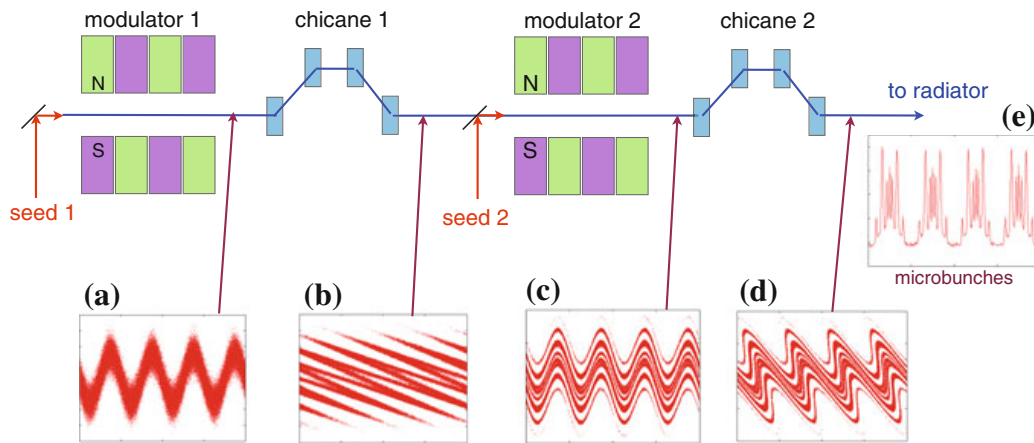 modulator 1
chicane 1
modulator 2
chicane 2
N
N
to radiator
(e)
S
S
seed 1
seed 2
microbunches
(a)
(b)
(c)
(d)